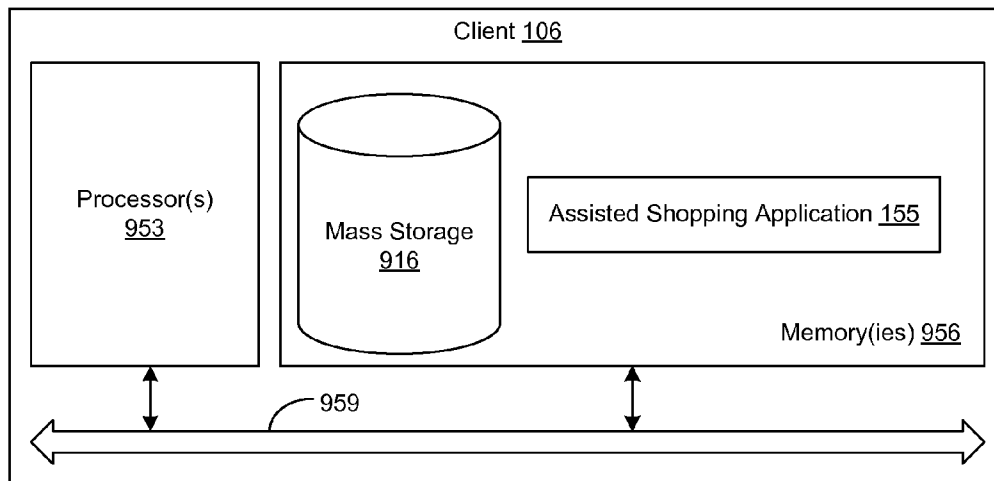 Client 106
Processor(s)
953
Mass Storage
916
Assisted Shopping Application 155
Memory(ies) 956
959